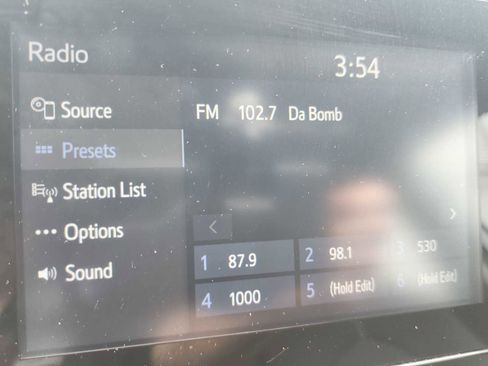 Radio
3:54
Source
FM 102.7 Da Bomb
Presets
Station List
Options
Sound
<
>
1 87.9
2 98.1
3 530
4 1000
5 (Hold Edit)
6 (Hold Edit)